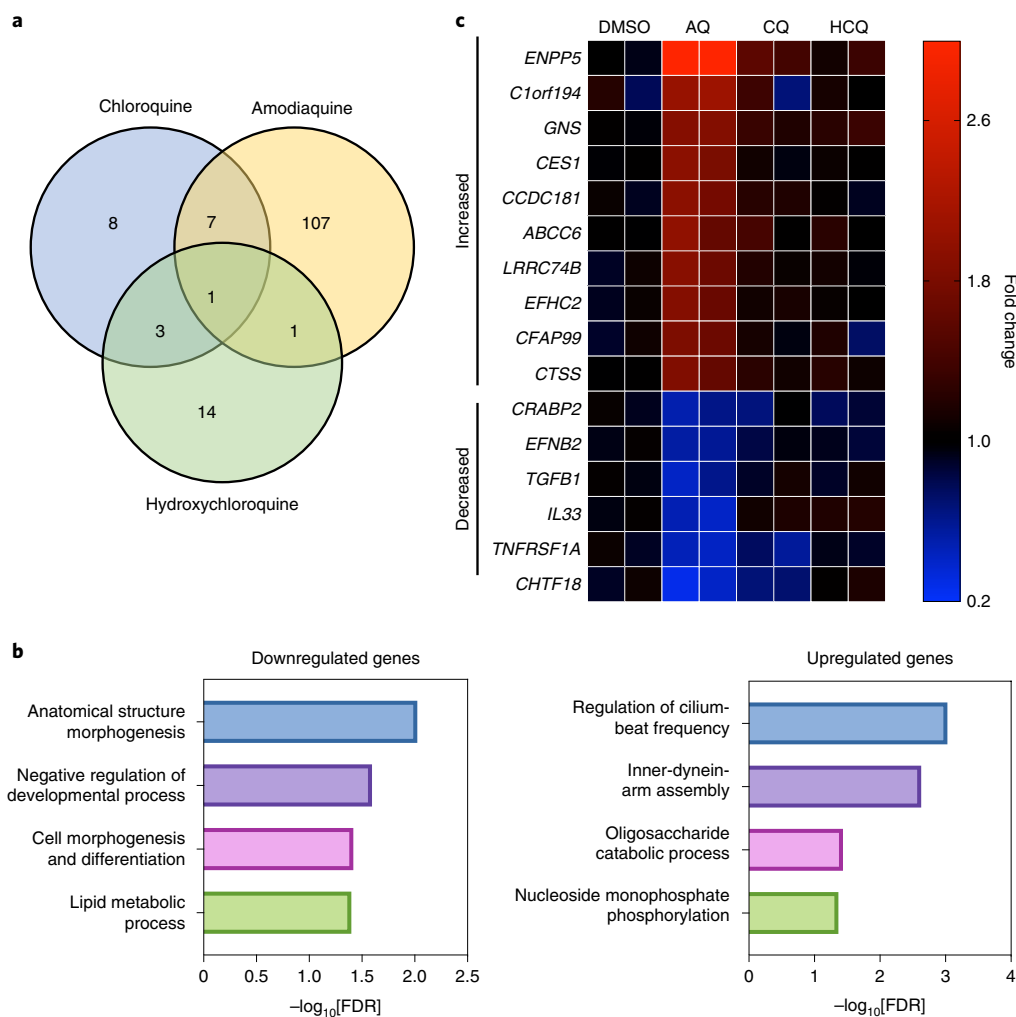 a
Chloroquine
Amodiaquine
8
7
107
1
3
1
14
Hydroxychloroquine
c
DMSO AQ CQ HCQ
Increased
ENPP5
C1orf194
GNS
CES1
CCDC181
ABCC6
LRRC74B
EFHC2
CFAP99
CTSS
Decreased
CRABP2
EFNB2
TGFB1
IL33
TNFRSF1A
CHTF18
2.6
1.8
1.0
0.2
Fold change
b
Downregulated genes
Anatomical structure
morphogenesis
Negative regulation of
developmental process
Cell morphogenesis
and differentiation
Lipid metabolic
process
0 0.5 1.0 1.5 2.0 2.5
–log10[FDR]
Upregulated genes
Regulation of cilium-
beat frequency
Inner-dynein-
arm assembly
Oligosaccharide
catabolic process
Nucleoside monophosphate
phosphorylation
0 1 2 3 4
–log10[FDR]